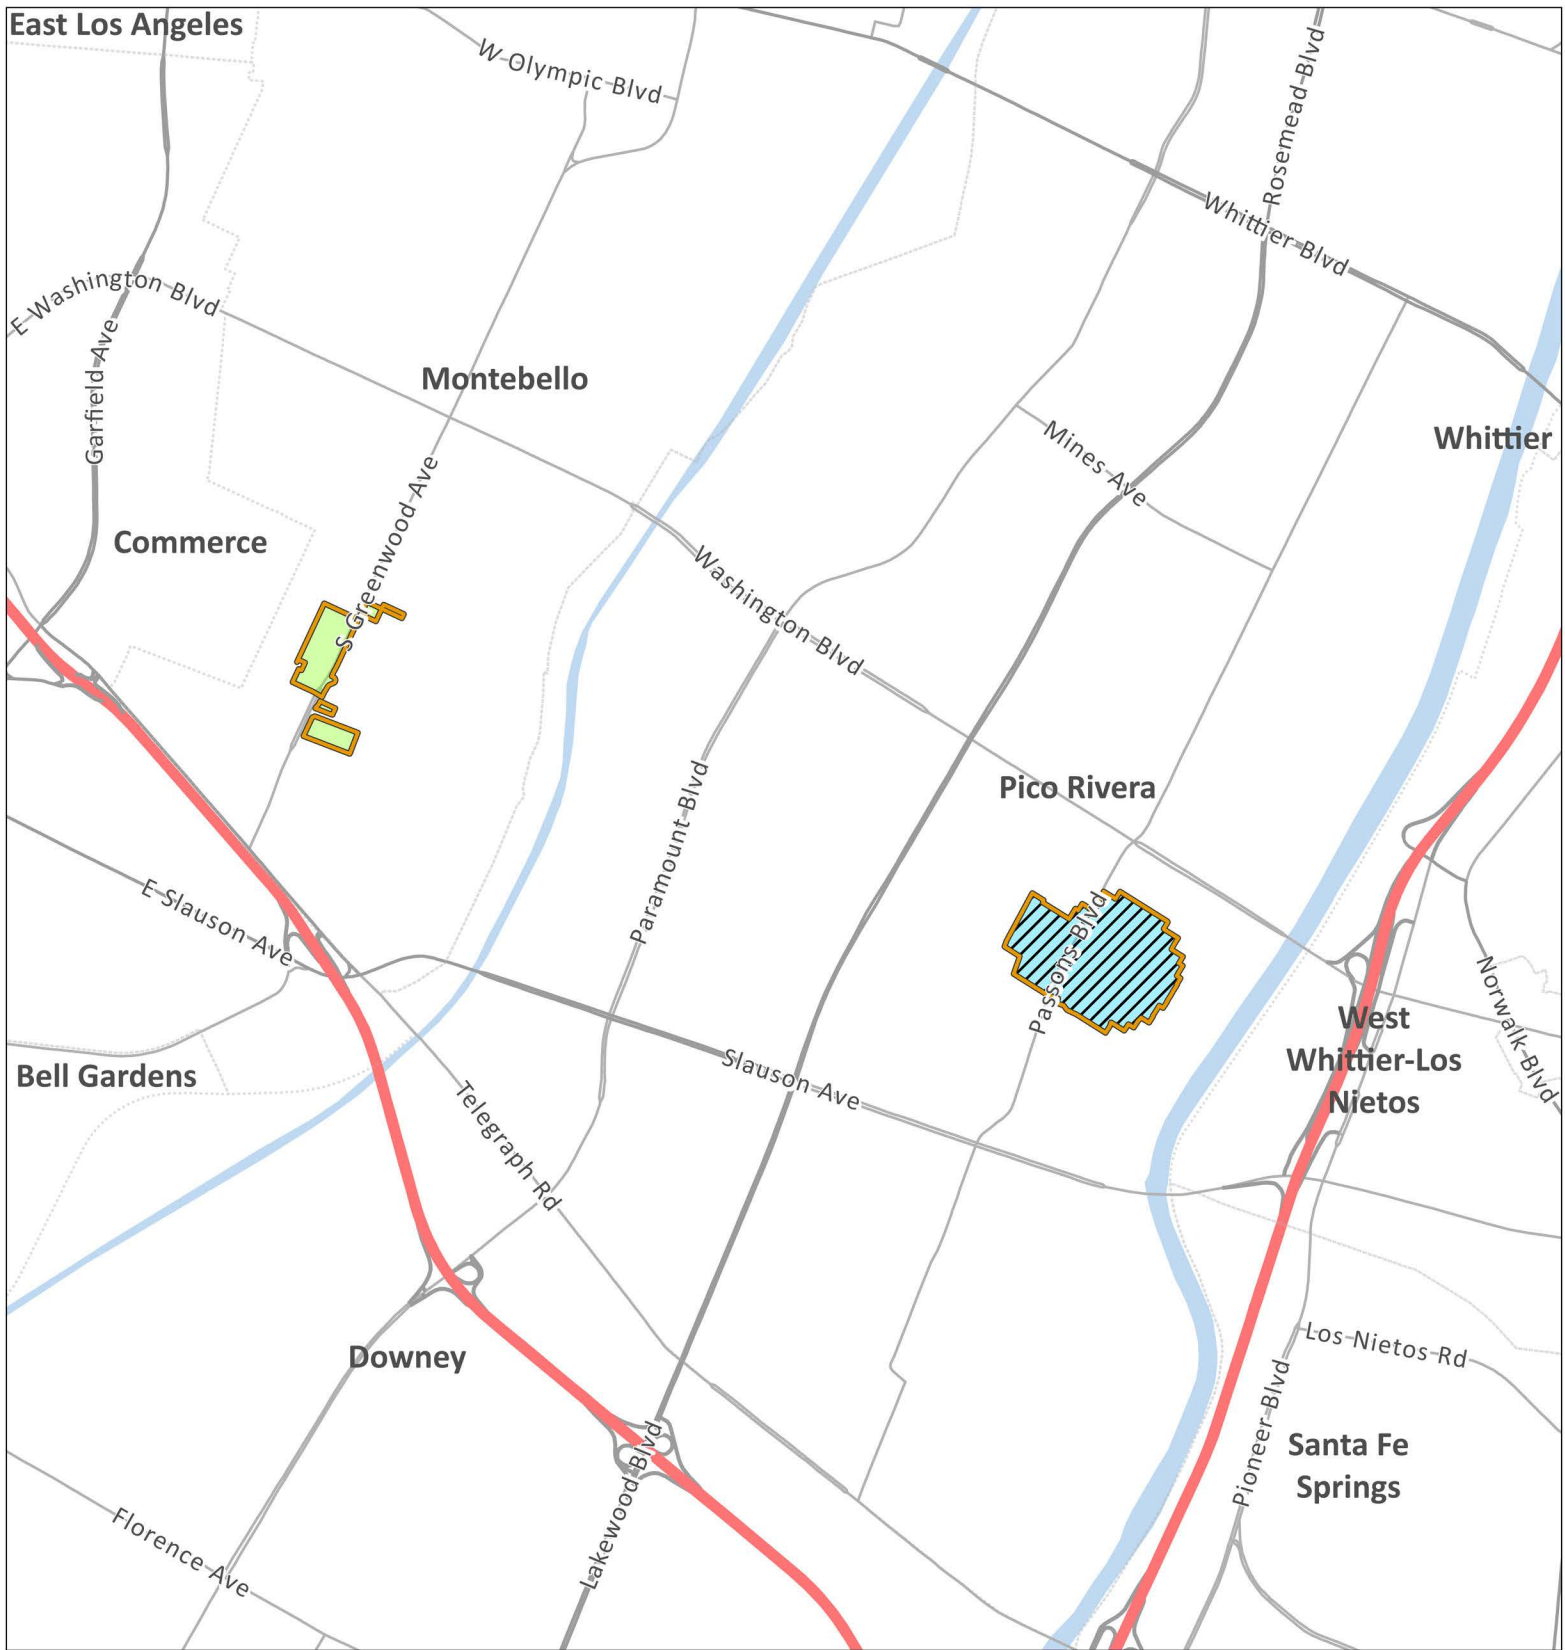 East Los Angeles
W Olympic Blvd
Rosemead Blvd
Whittier Blvd
E Washington Blvd
Garfield Ave
Montebello
Whittier
Mines Ave
S Greenwood Ave
Commerce
Washington Blvd
Pico Rivera
Paramount Blvd
E Slauson Ave
Passons Blvd
Norwalk Blvd
West
Whittier-Los
Nietos
Bell Gardens
Slauson Ave
Telegraph Rd
Los Nietos Rd
Downey
Pioneer Blvd
Santa Fe
Springs
Lakewood Blvd
Florence Ave